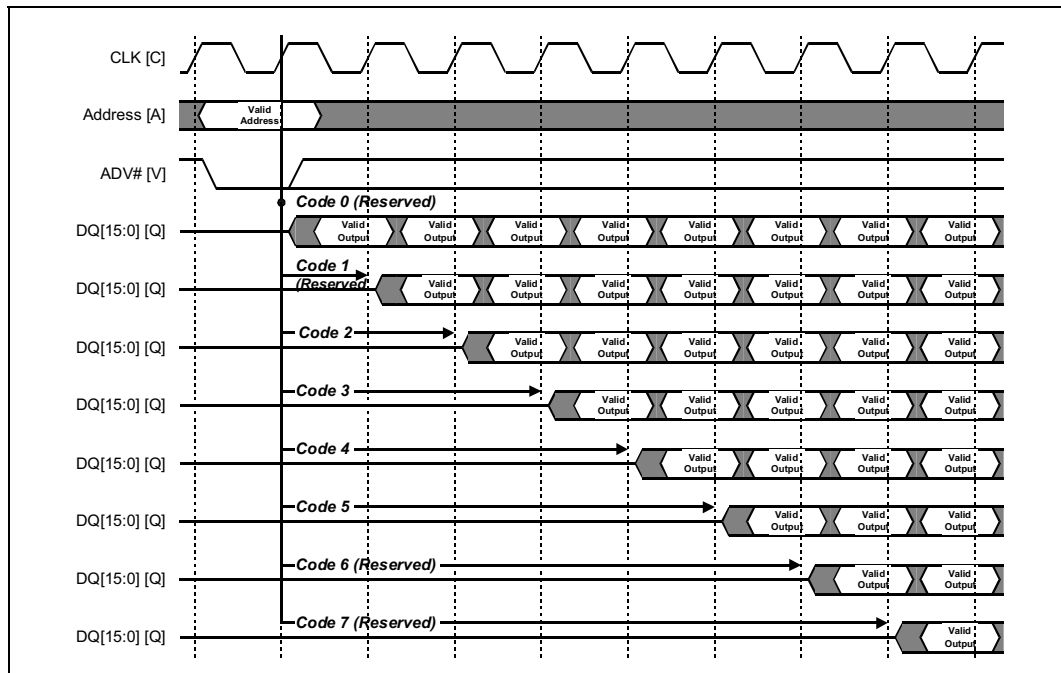 CLK [C]
Address [A]
Valid
Address
ADV# [V]
Code 0 (Reserved)
DQ[15:0] [Q]
Valid Valid Valid Valid Valid Valid Valid Valid
Output Output Output Output Output Output Output Output
Code 1
(Reserved
DQ[15:0] [Q]
Valid Valid Valid Valid Valid Valid Valid
Output Output Output Output Output Output Output
Code 2
DQ[15:0] [Q]
Valid Valid Valid Valid Valid Valid
Output Output Output Output Output Output
Code 3
DQ[15:0] [Q]
Valid Valid Valid Valid Valid
Output Output Output Output Output
Code 4
DQ[15:0] [Q]
Valid Valid Valid Valid
Output Output Output Output
Code 5
DQ[15:0] [Q]
Valid Valid Valid
Output Output Output
Code 6 (Reserved)
DQ[15:0] [Q]
Valid Valid
Output Output
Code 7 (Reserved)
DQ[15:0] [Q]
Valid
Output